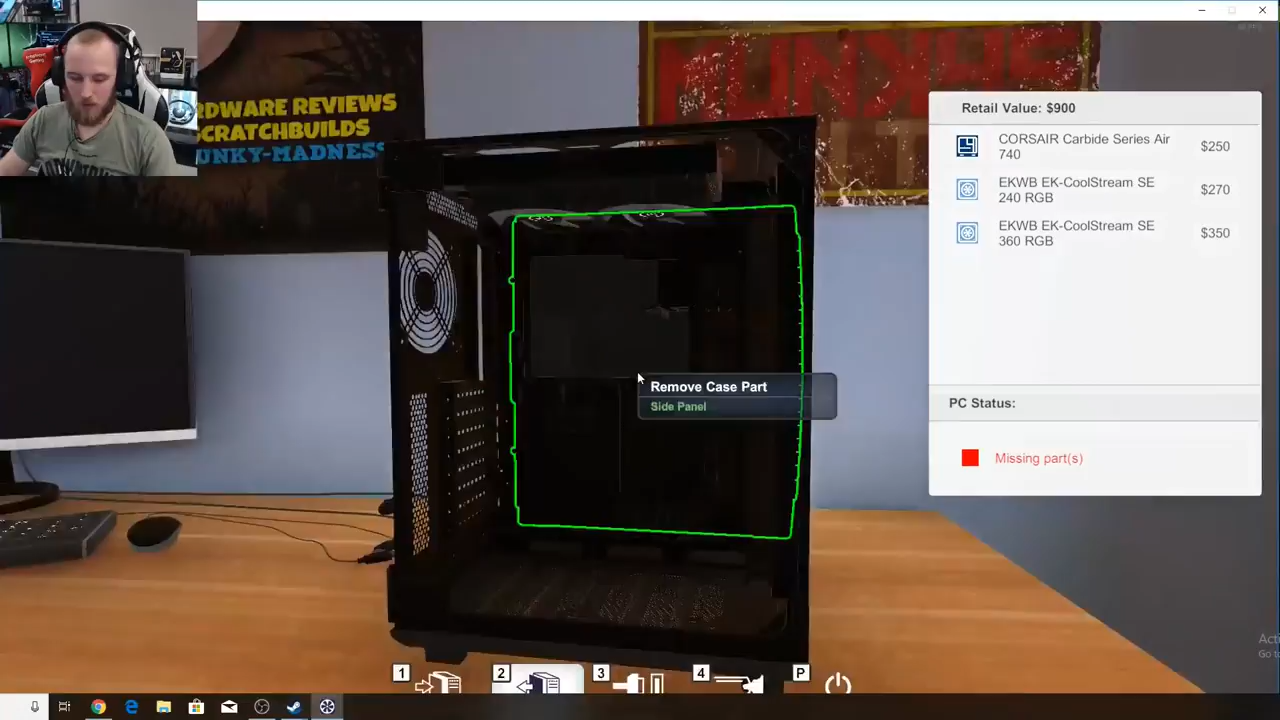 RDWARE REVIEWS
SCRATCHBUILDS
UNKY-MADNESS
Retail Value: $900
CORSAIR Carbide Series Air
740
$250
EKWB EK-CoolStream SE
240 RGB
$270
EKWB EK-CoolStream SE
360 RGB
$350
PC Status:
Missing part(s)
Remove Case Part
Side Panel
1
2
3
4
P